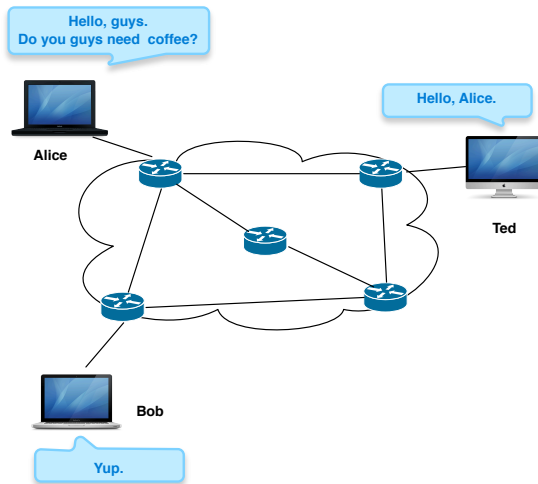 Hello, guys.
Do you guys need  coffee?
Hello, Alice.
Alice
Ted
Bob
Yup.